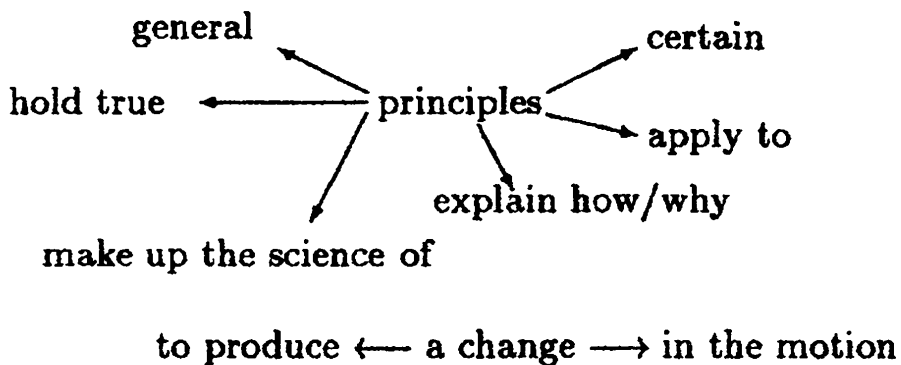 general
certain
hold true
principles
apply to
explain how/why
make up the science of
to produce ⟵ a change ⟶ in the motion